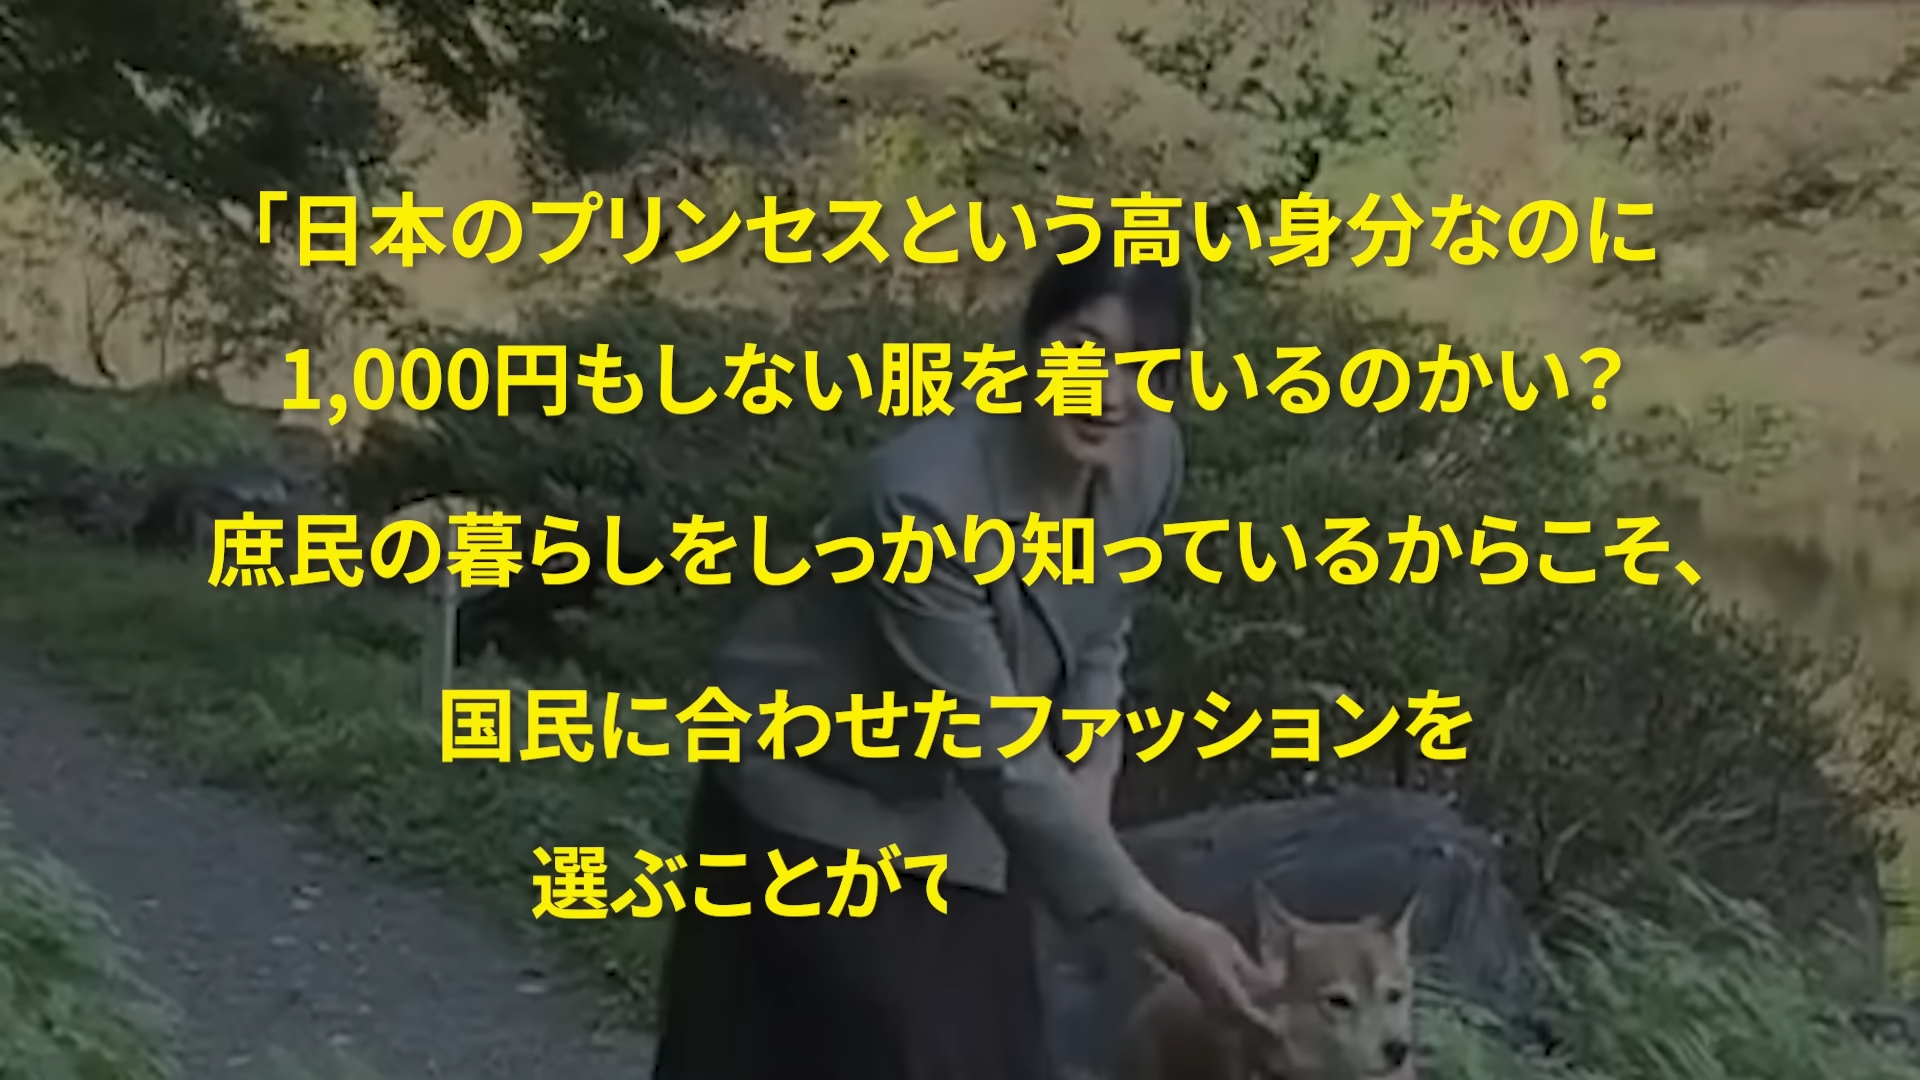 「日本のプリンセスという高い身分なのに
1,000円もしない服を着ているのかい？
庶民の暮らしをしっかり知っているからこそ、
国民に合わせたファッションを
選ぶことが